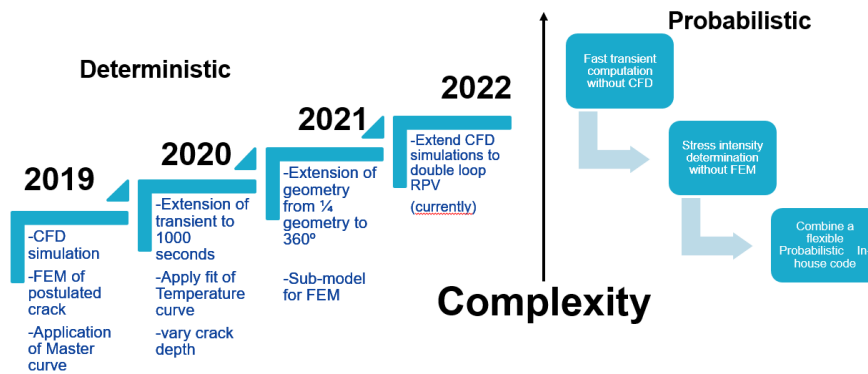 Deterministic
2019
-CFD
simulation
-FEM of
postulated
crack
-Application
of Master
curve
2020
-Extension of
transient to
1000
seconds
-Apply fit of
Temperature
curve
-vary crack
depth
2021
-Extension of
geometry
from ¼
geometry to
360º
-Sub-model
for FEM
2022
-Extend CFD
simulations to
double loop
RPV
(currently)
Complexity
Probabilistic
Fast transient
computation
without CFD
Stress intensity
determination
without FEM
Combine a
flexible
Probabilistic In-
house code